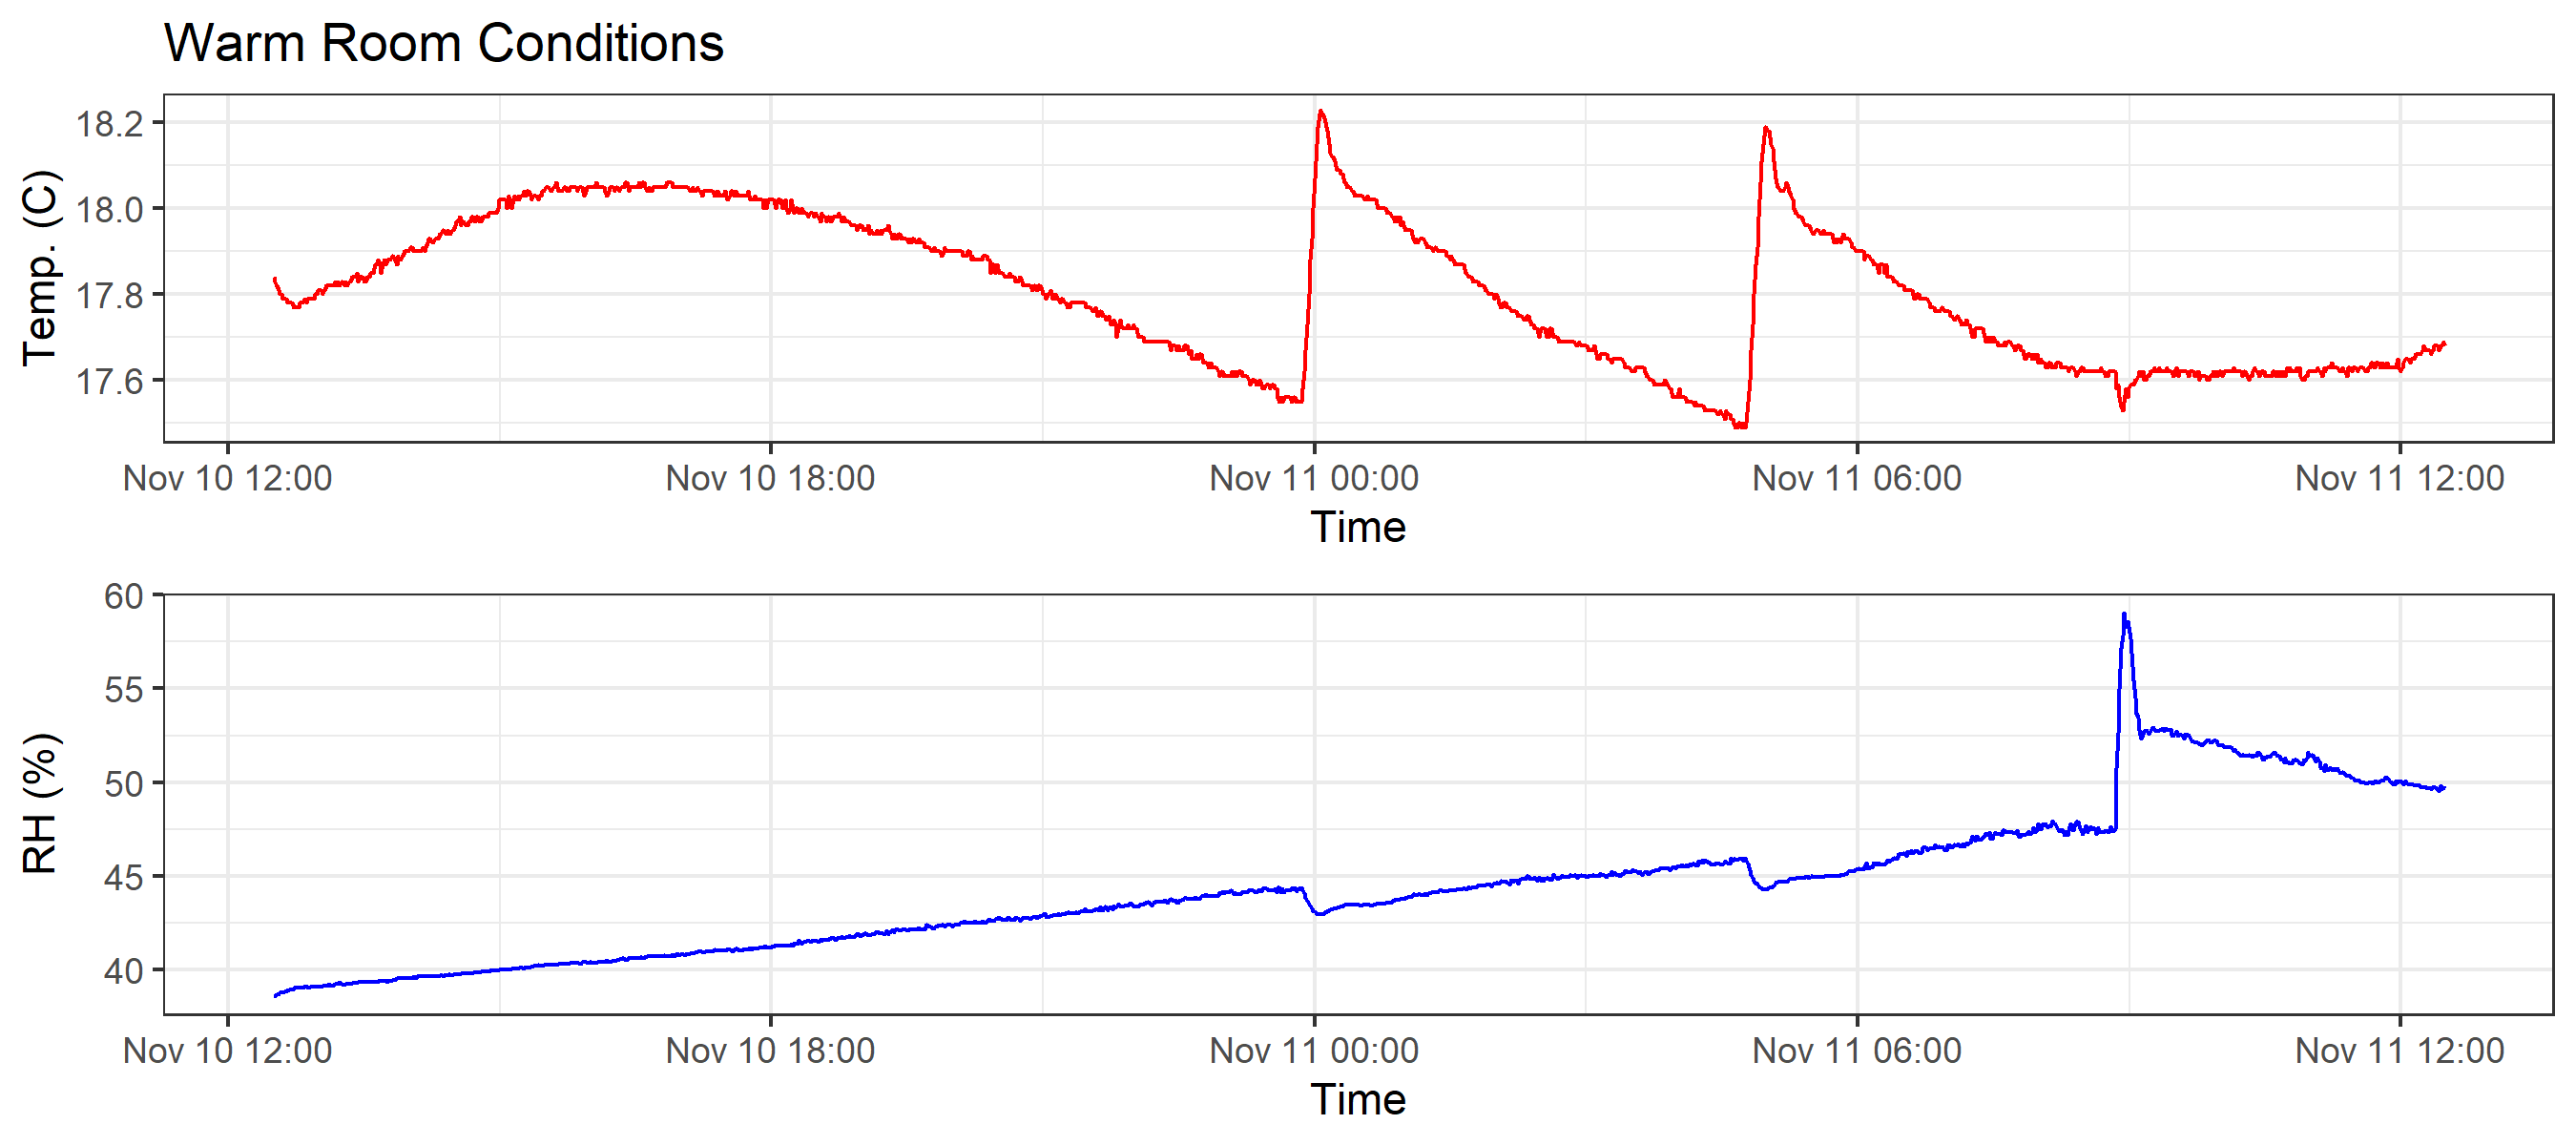 Warm Room Conditions
Temp. (C)
18.2
18.0
17.8
17.6
Nov 10 12:00 Nov 10 18:00 Nov 11 00:00 Nov 11 06:00 Nov 11 12:00
Time
RH (%)
60
55
50
45
40
Nov 10 12:00 Nov 10 18:00 Nov 11 00:00 Nov 11 06:00 Nov 11 12:00
Time